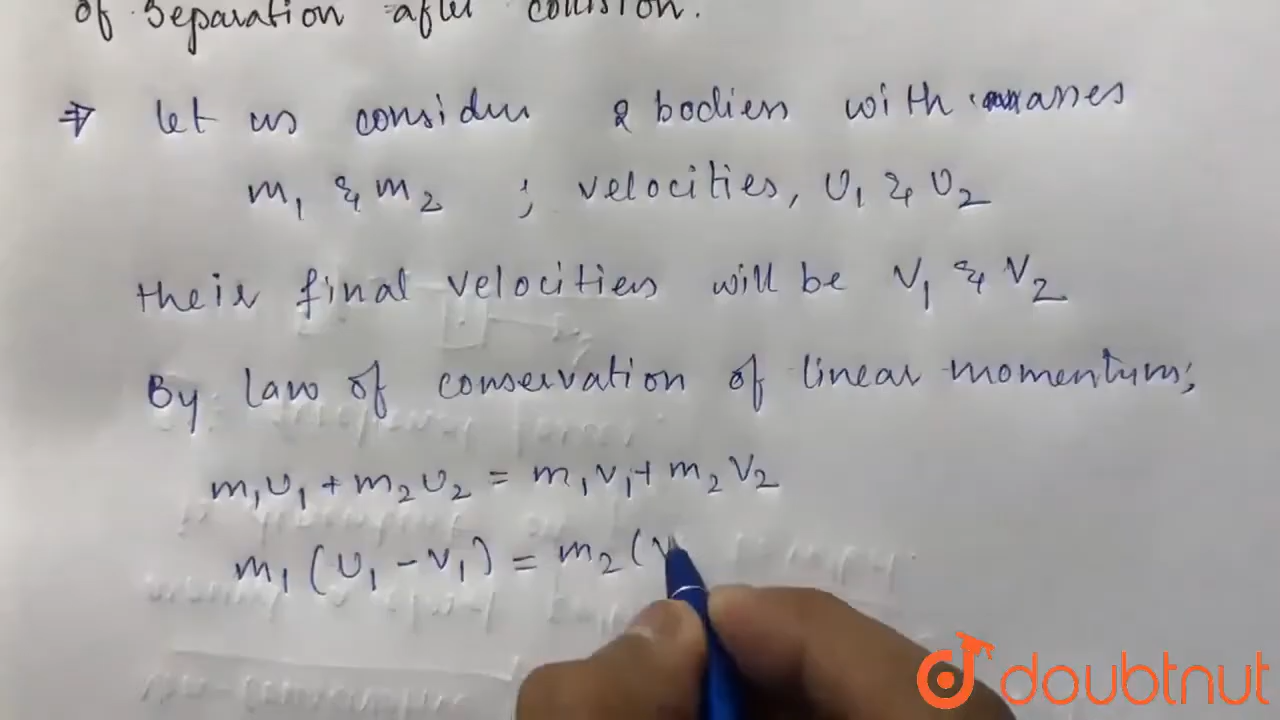 of Separation after collision.
⇒ let us consider 2 bodies with masses
m₁ & m₂ ; velocities, U₁ & U₂
their final velocities will be V₁ & V₂
By law of conservation of linear momentum;
m₁U₁ + m₂U₂ = m₁V₁ + m₂V₂
m₁(U₁ - V₁) = m₂(V
doubtnut